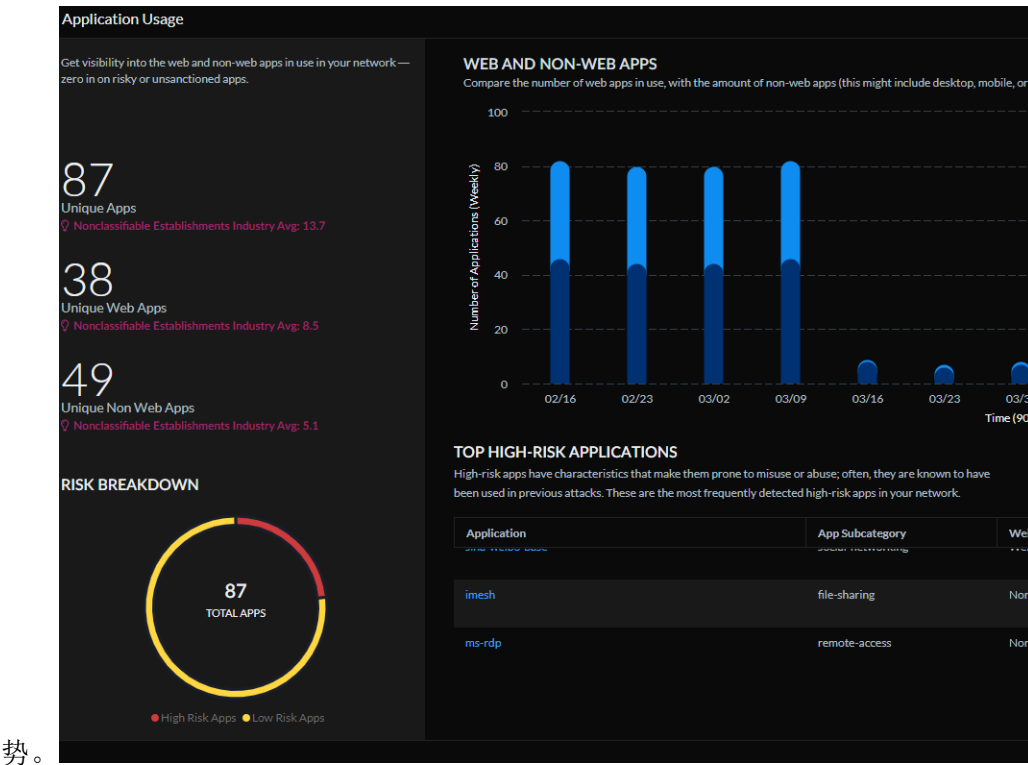 Application Usage
Get visibility into the web and non-web apps in use in your network —
zero in on risky or unsanctioned apps.
87
Unique Apps
Nonclassifiable Establishments Industry Avg: 13.7
38
Unique Web Apps
Nonclassifiable Establishments Industry Avg: 8.5
49
Unique Non Web Apps
Nonclassifiable Establishments Industry Avg: 5.1
RISK BREAKDOWN
87
TOTAL APPS
High Risk Apps Low Risk Apps
WEB AND NON-WEB APPS
Compare the number of web apps in use, with the amount of non-web apps (this might include desktop, mobile, or
Number of Applications (Weekly)
100
80
60
40
20
0
02/16 02/23 03/02 03/09 03/16 03/23 03/3
Time (90
TOP HIGH-RISK APPLICATIONS
High-risk apps have characteristics that make them prone to misuse or abuse; often, they are known to have
been used in previous attacks. These are the most frequently detected high-risk apps in your network.
Application App Subcategory We
imesh file-sharing Nor
ms-rdp remote-access Nor
势。